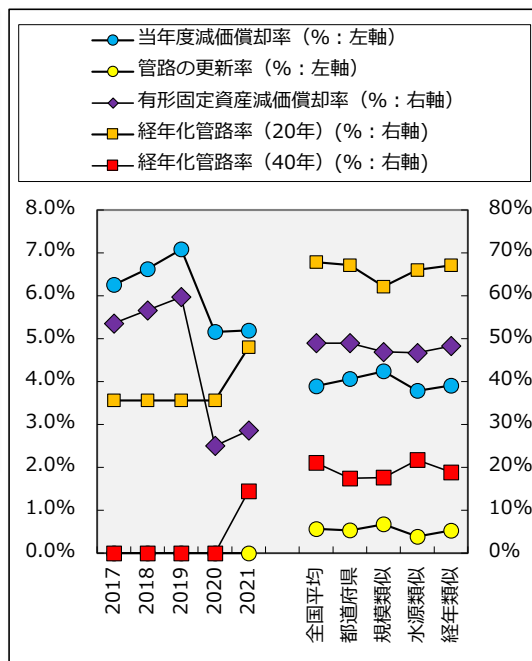 当年度減価償却率（%：左軸）
管路の更新率（%：左軸）
有形固定資産減価償却率（%：右軸）
経年化管路率（20年）(%：右軸)
経年化管路率（40年）(%：右軸)
8.0%
7.0%
6.0%
5.0%
4.0%
3.0%
2.0%
1.0%
0.0%
80%
70%
60%
50%
40%
30%
20%
10%
0%
2017
2018
2019
2020
2021
全国平均
都道府県
規模類似
水源類似
経年類似